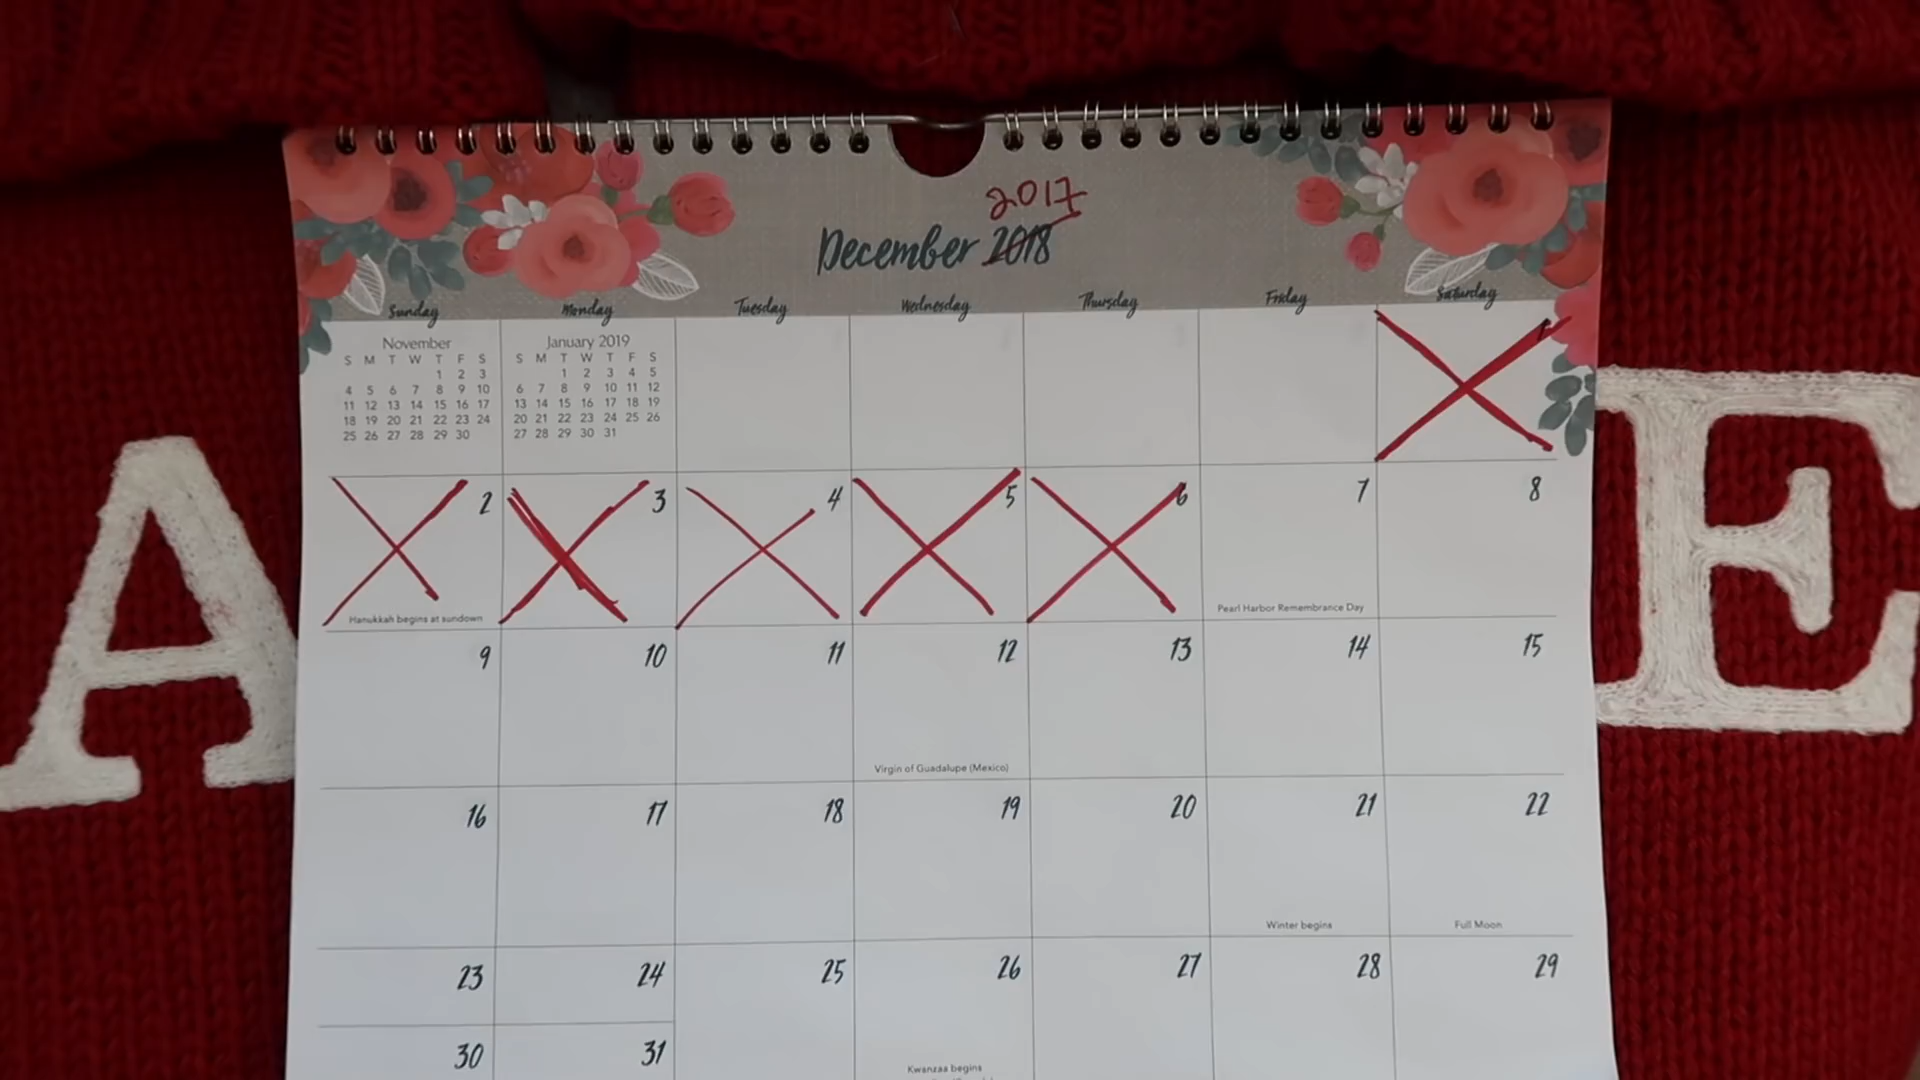 2017
December 2018
Sunday Monday Tuesday Wednesday Thursday Friday Saturday
November
S M T W T F S
1 2 3
4 5 6 7 8 9 10
11 12 13 14 15 16 17
18 19 20 21 22 23 24
25 26 27 28 29 30
January 2019
S M T W T F S
1 2 3 4 5
6 7 8 9 10 11 12
13 14 15 16 17 18 19
20 21 22 23 24 25 26
27 28 29 30 31
1
2 3 4 5 6 7 8
Hanukkah begins at sundown
Pearl Harbor Remembrance Day
9 10 11 12 13 14 15
Virgin of Guadalupe (Mexico)
16 17 18 19 20 21 22
Winter begins
Full Moon
23 24 25 26 27 28 29
30 31
Kwanzaa begins
A
E